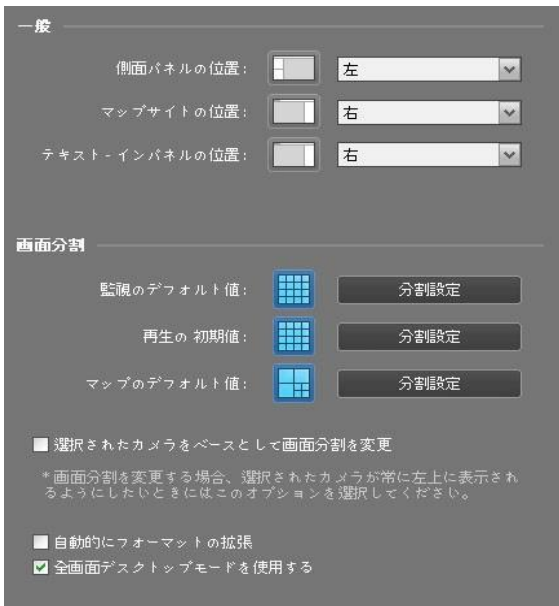 一般
側面パネルの位置: 左
マップサイトの位置: 右
テキスト-インパネルの位置: 右
画面分割
監視のデフォルト値: 分割設定
再生の 初期値: 分割設定
マップのデフォルト値: 分割設定
選択されたカメラをベースとして画面分割を変更
*画面分割を変更する場合、選択されたカメラが常に左上に表示され
るようにしたいときにはこのオプションを選択してください。
自動的にフォーマットの拡張
全画面デスクトップモードを使用する